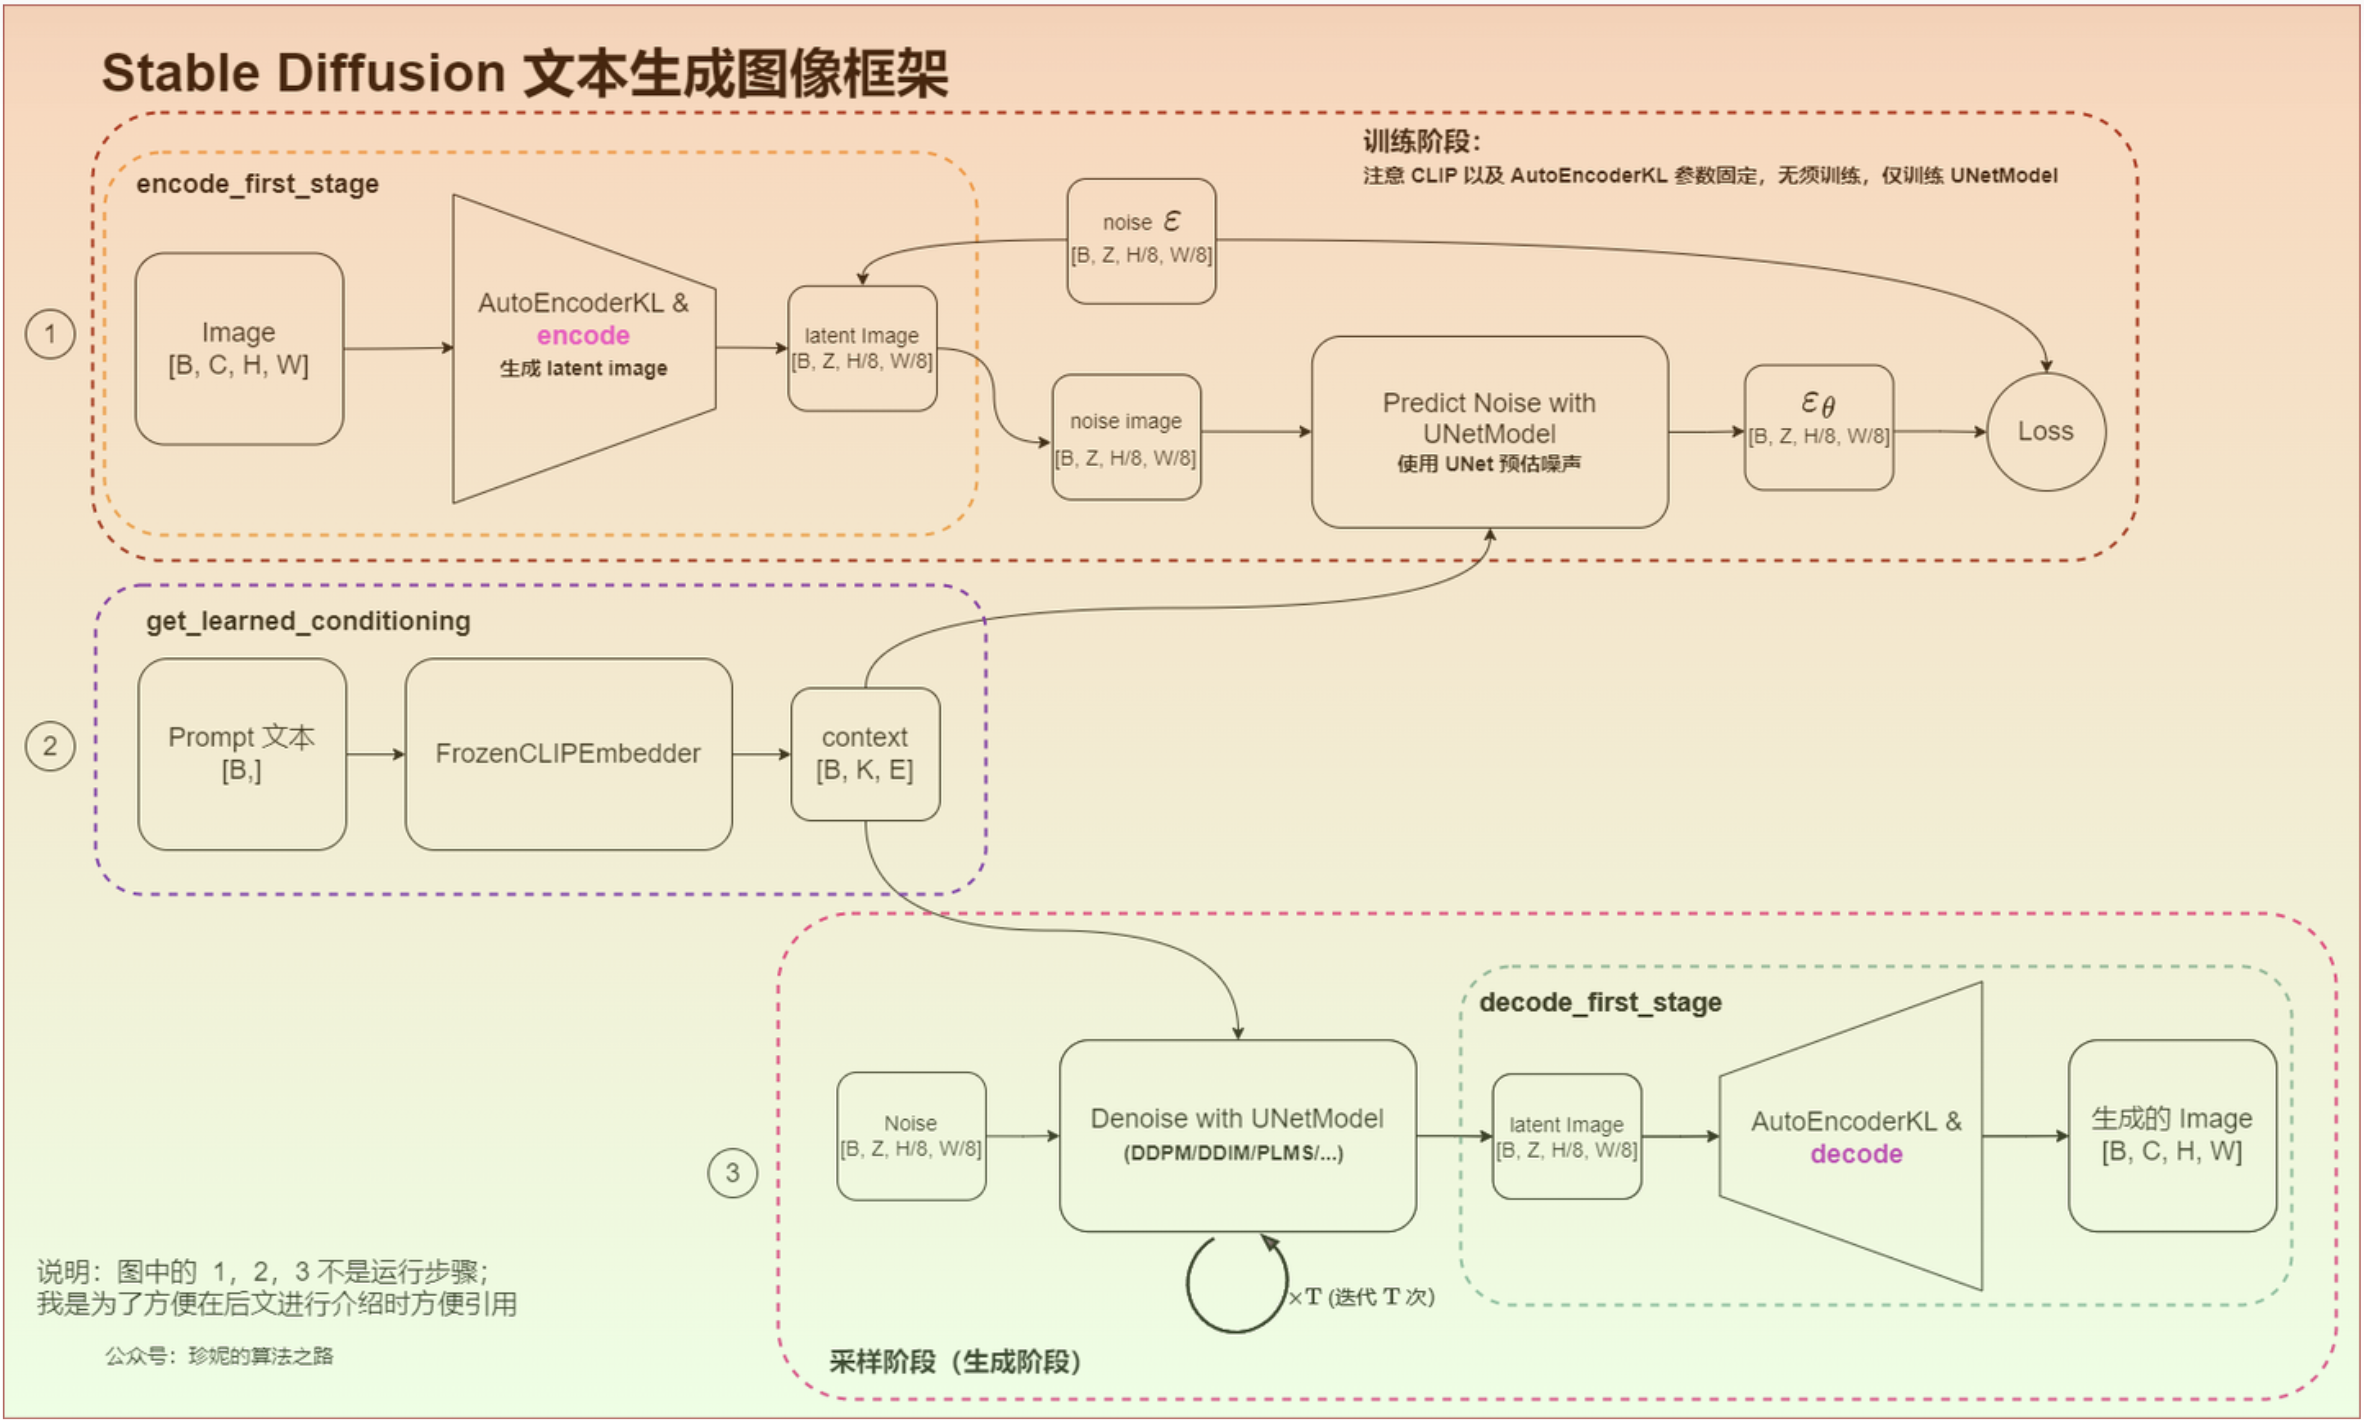 Stable Diffusion 文本生成图像框架
训练阶段：
注意 CLIP 以及 AutoEncoderKL 参数固定，无须训练，仅训练 UNetModel
encode_first_stage
1
Image
[B, C, H, W]
AutoEncoderKL &
encode
生成 latent image
latent Image
[B, Z, H/8, W/8]
noise ε
[B, Z, H/8, W/8]
noise image
[B, Z, H/8, W/8]
Predict Noise with
UNetModel
使用 UNet 预估噪声
εθ
[B, Z, H/8, W/8]
Loss
get_learned_conditioning
2
Prompt 文本
[B,]
FrozenCLIPEmbedder
context
[B, K, E]
3
Noise
[B, Z, H/8, W/8]
Denoise with UNetModel
(DDPM/DDIM/PLMS/...)
×T (迭代 T 次)
decode_first_stage
latent Image
[B, Z, H/8, W/8]
AutoEncoderKL &
decode
生成的 Image
[B, C, H, W]
采样阶段（生成阶段）
说明：图中的 1，2，3 不是运行步骤；
我是为了方便在后文进行介绍时方便引用
公众号：珍妮的算法之路